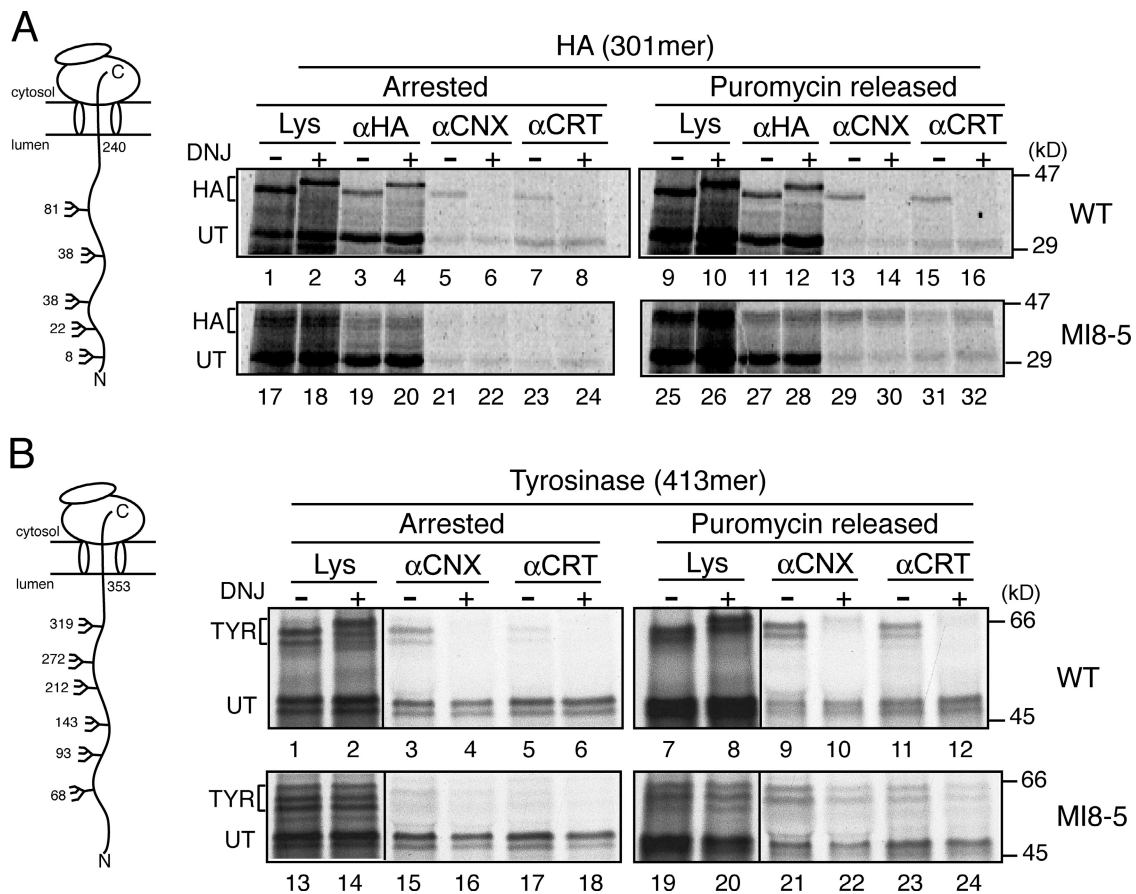 A
HA (301mer)
Arrested Puromycin released
Lys αHA αCNX αCRT Lys αHA αCNX αCRT
DNJ − + − + − + − + − + − + − + − + (kD)
C
cytosol
lumen
240
81
38
38
22
8
N
HA
UT
47
29
WT
1 2 3 4 5 6 7 8 9 10 11 12 13 14 15 16
HA
UT
47
29
MI8-5
17 18 19 20 21 22 23 24 25 26 27 28 29 30 31 32
B
Tyrosinase (413mer)
Arrested Puromycin released
Lys αCNX αCRT Lys αCNX αCRT
DNJ − + − + − + − + − + − + (kD)
C
cytosol
lumen
353
319
272
212
143
93
68
N
TYR
UT
66
45
WT
1 2 3 4 5 6 7 8 9 10 11 12
TYR
UT
66
45
MI8-5
13 14 15 16 17 18 19 20 21 22 23 24